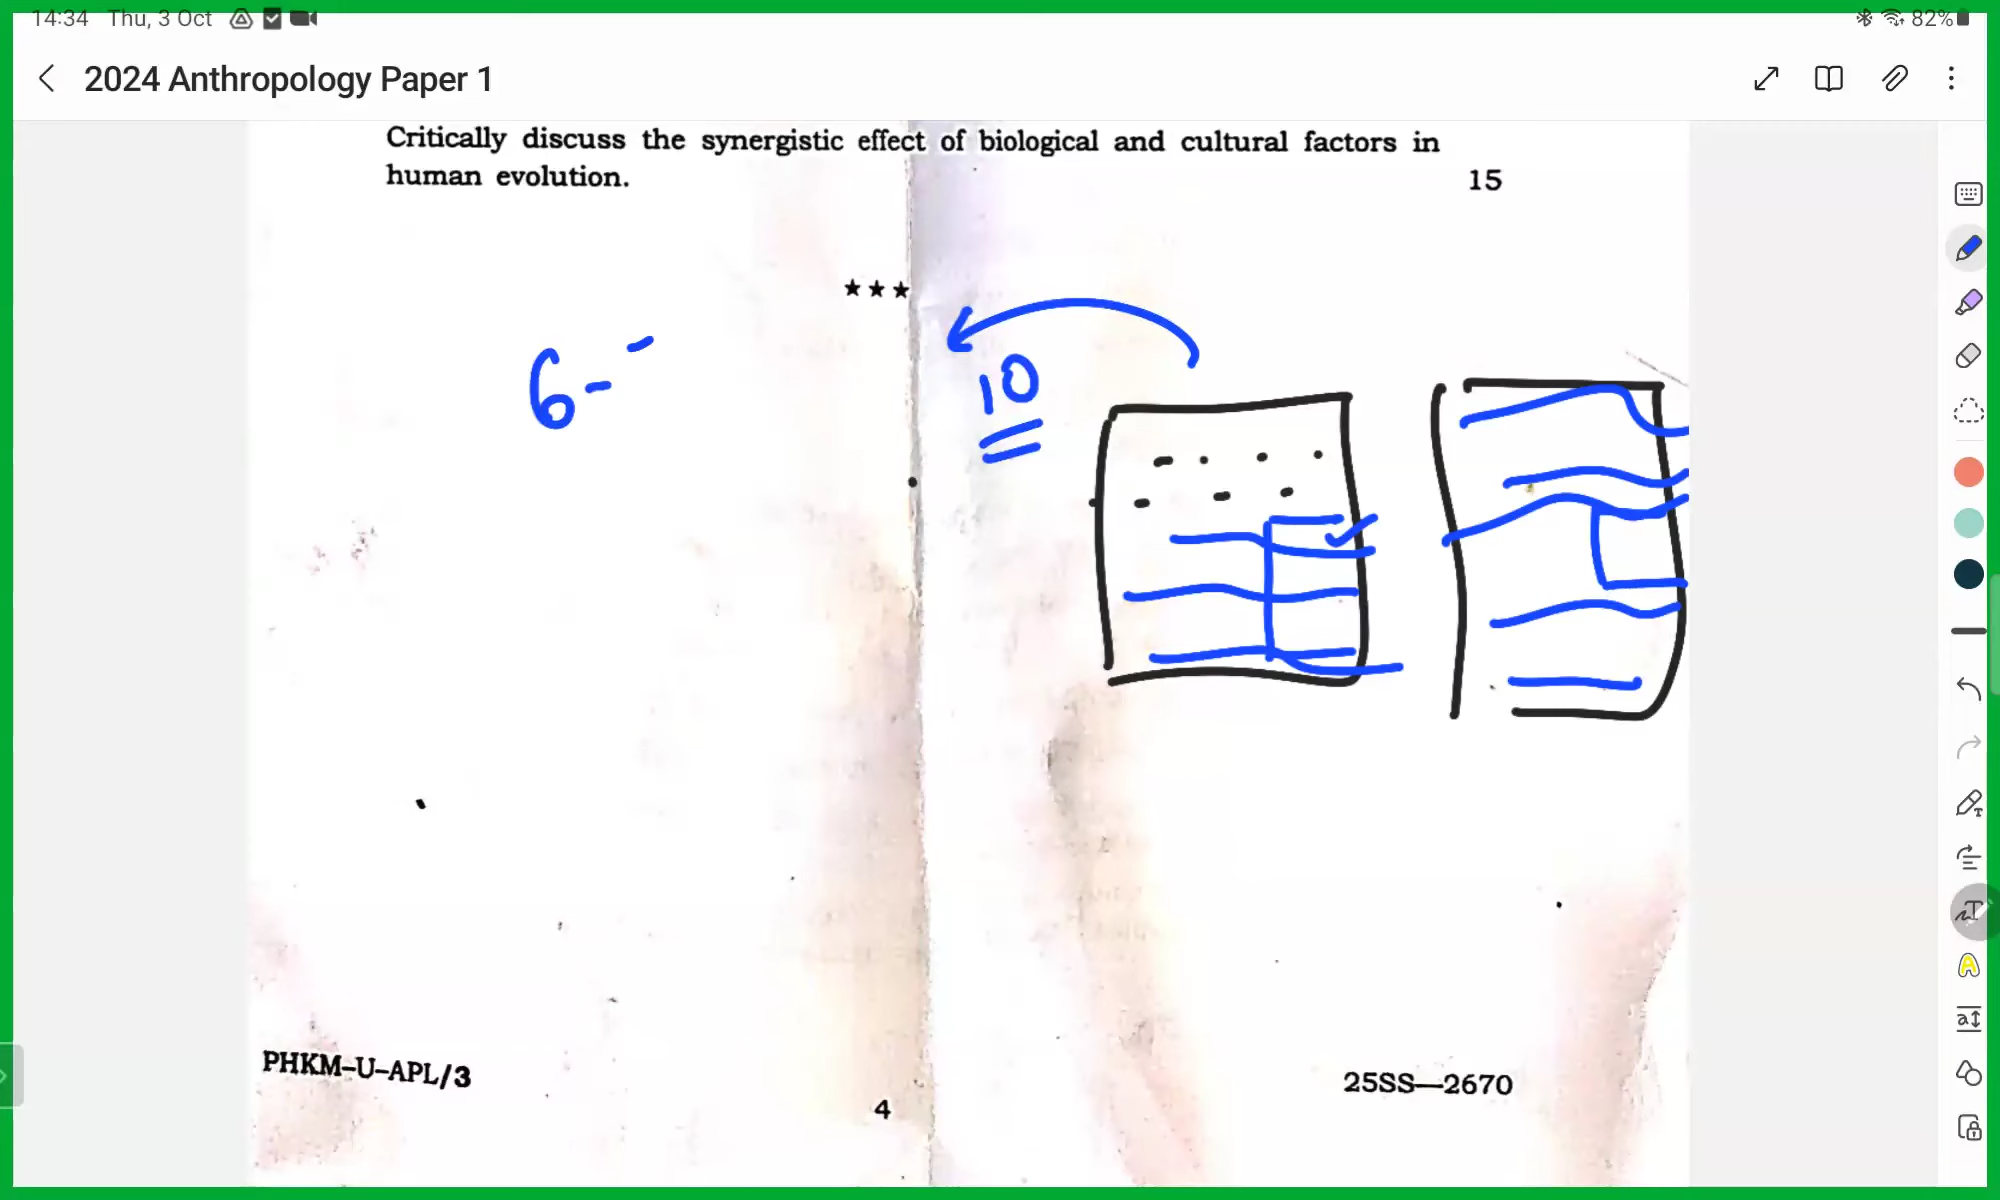 14:34 Thu, 3 Oct 82%
2024 Anthropology Paper 1
Critically discuss the synergistic effect of biological and cultural factors in
human evolution. 15
★★★
6 - -
10
PHKM-U-APL/3 4 25SS—2670